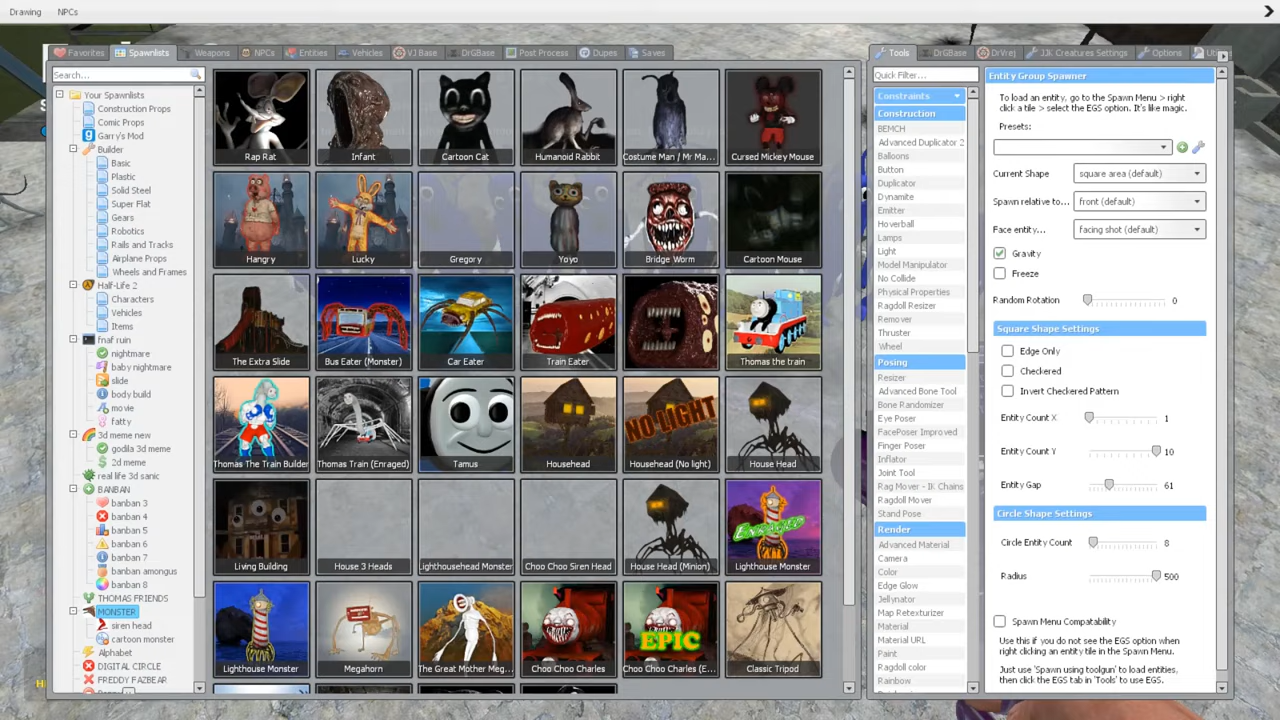 Drawing NPCs
Favorites Spawnlists Weapons NPCs Entities Vehicles VJ Base DrGBase Post Process Dupes Saves
Tools DrGBase DrVrej JJK Creatures Settings Options
Search...
Your Spawnlists
Construction Props
Comic Props
Garry's Mod
Builder
Basic
Plastic
Solid Steel
Super Flat
Gears
Robotics
Rails and Tracks
Airplane Props
Wheels and Frames
Half-Life 2
Characters
Vehicles
Items
fnaf ruin
nightmare
baby nightmare
slide
body build
movie
fatty
3d meme new
godila 3d meme
2d meme
real life 3d sanic
BANBAN
banban 3
banban 4
banban 5
banban 6
banban 7
banban amongus
banban 8
THOMAS FRIENDS
MONSTER
siren head
cartoon monster
Alphabet
DIGITAL CIRCLE
FREDDY FAZBEAR
Rap Rat Infant Cartoon Cat Humanoid Rabbit Costume Man / Mr Ma... Cursed Mickey Mouse
Hangry Lucky Gregory Yoyo Bridge Worm Cartoon Mouse
The Extra Slide Bus Eater (Monster) Car Eater Train Eater Thomas the train
NO LIGHT
Thomas The Train Builder Thomas Train (Enraged) Tamus Househead Househead (No light) House Head
Living Building House 3 Heads Lighthousehead Monster Choo Choo Siren Head House Head (Minion) Lighthouse Monster
EPIC
Lighthouse Monster Megahorn The Great Mother Meg... Choo Choo Charles Choo Choo Charles (E... Classic Tripod
Quick Filter...
Constraints
Construction
BEMCH
Advanced Duplicator 2
Balloons
Button
Duplicator
Dynamite
Emitter
Hoverball
Lamps
Light
Model Manipulator
No Collide
Physical Properties
Ragdoll Resizer
Remover
Thruster
Wheel
Posing
Resizer
Advanced Bone Tool
Bone Randomizer
Eye Poser
FacePoser Improved
Finger Poser
Inflator
Joint Tool
Rag Mover - IK Chains
Ragdoll Mover
Stand Pose
Render
Advanced Material
Camera
Color
Edge Glow
Jellynator
Map Retexturizer
Material
Material URL
Paint
Ragdoll color
Rainbow
Entity Group Spawner
To load an entity, go to the Spawn Menu > right
click a tile > select the EGS option. It's like magic.
Presets:
Current Shape square area (default)
Spawn relative to... front (default)
Face entity... facing shot (default)
Gravity
Freeze
Random Rotation 0
Square Shape Settings
Edge Only
Checkered
Invert Checkered Pattern
Entity Count X 1
Entity Count Y 10
Entity Gap 61
Circle Shape Settings
Circle Entity Count 8
Radius 500
Spawn Menu Compatability
Use this if you do not see the EGS option when
right clicking an entity tile in the Spawn Menu.
Just use 'Spawn using toolgun' to load entities,
then click the EGS tab in 'Tools' to use EGS.